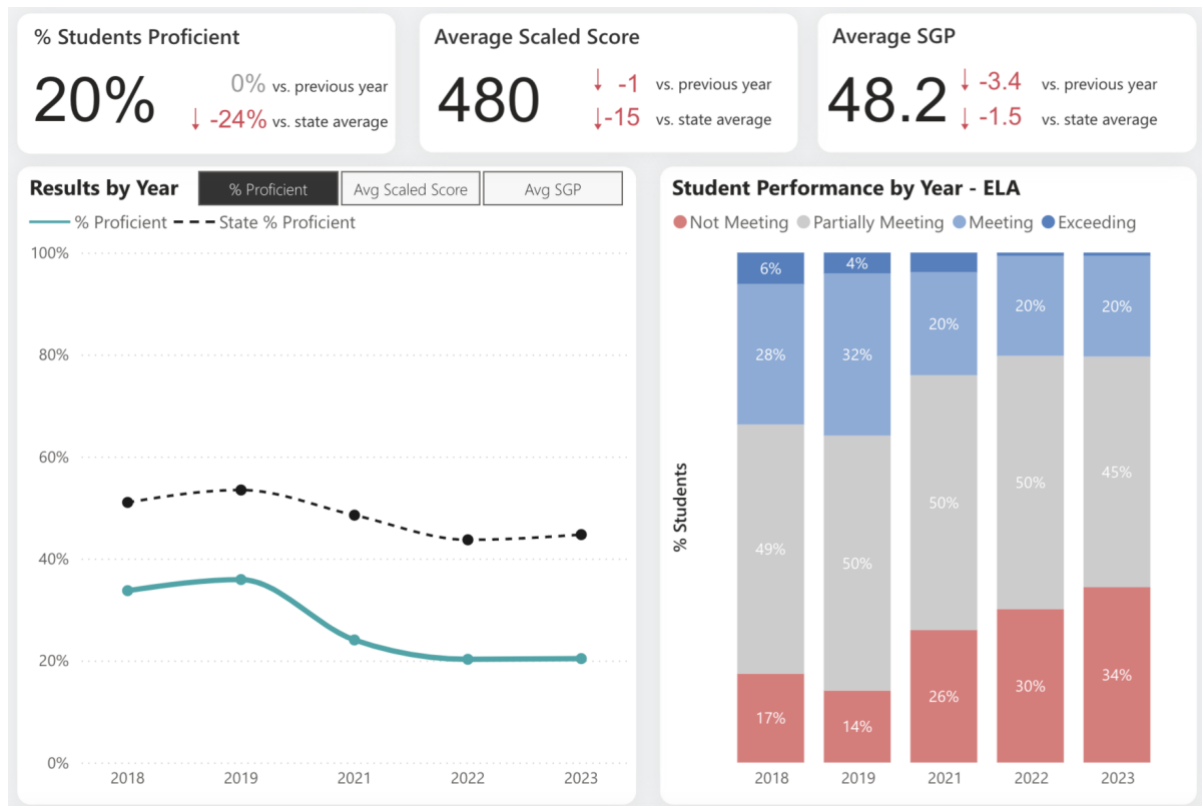 % Students Proficient
20%
0% vs. previous year
↓ -24% vs. state average
Average Scaled Score
480
↓ -1 vs. previous year
↓-15 vs. state average
Average SGP
48.2
↓ -3.4 vs. previous year
↓ -1.5 vs. state average
Results by Year
% Proficient
Avg Scaled Score
Avg SGP
% Proficient
State % Proficient
100%
80%
60%
40%
20%
0%
2018 2019 2021 2022 2023
Student Performance by Year - ELA
Not Meeting Partially Meeting Meeting Exceeding
% Students
6% 4%
28% 32% 20% 20% 20%
49% 50% 50% 50% 45%
17% 14% 26% 30% 34%
2018 2019 2021 2022 2023